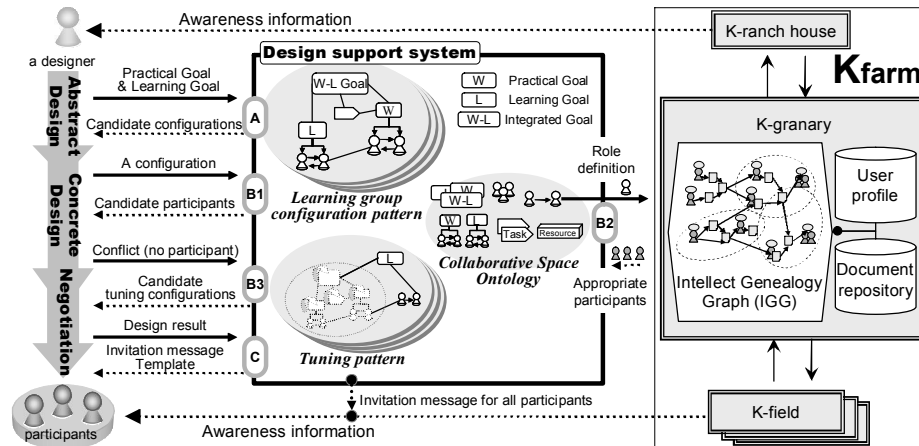 Awareness information
K-ranch house
a designer
Design support system
Kfarm
Practical Goal
& Learning Goal
W-L Goal
W
Practical Goal
L
Learning Goal
W-L
Integrated Goal
W
L
K-granary
Abstract
Design
A
Candidate configurations
A configuration
Role
definition
User
profile
Concrete
Design
B1
Learning group
configuration pattern
W
L
W-L
W
L
Task
Resource
B2
Candidate participants
Conflict (no participant)
Collaborative Space
Ontology
Appropriate
participants
Intellect Genealogy
Graph (IGG)
Document
repository
Negotiation
B3
L
Candidate
tuning configurations
Design result
C
Tuning pattern
Invitation message
Template
Invitation message for all participants
participants
Awareness information
K-field